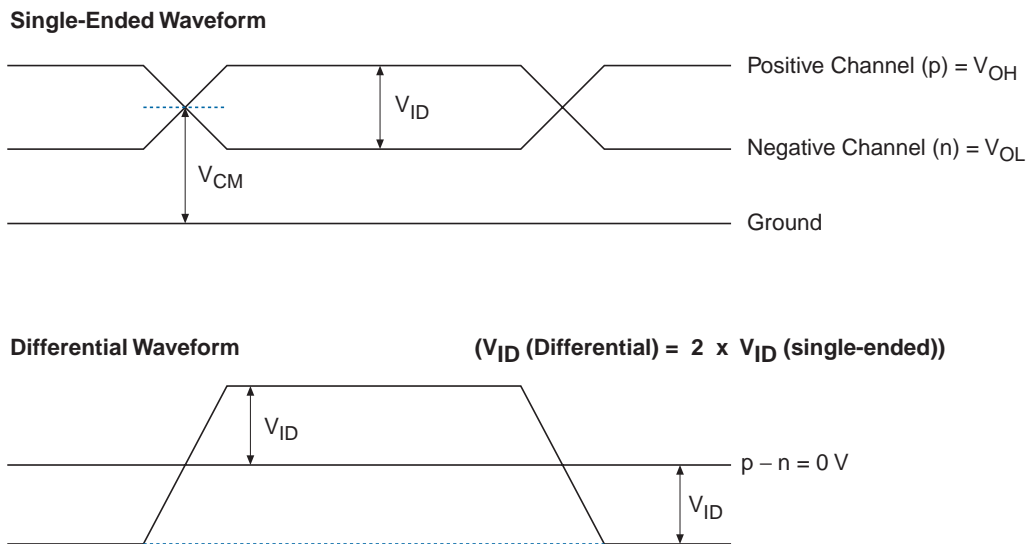 Single-Ended Waveform
Positive Channel (p) = VOH
VID
Negative Channel (n) = VOL
VCM
Ground
Differential Waveform
(VID (Differential) = 2 x VID (single-ended))
VID
p – n = 0 V
VID